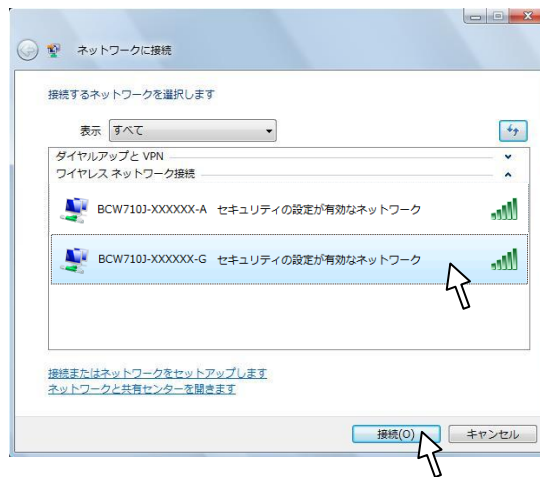 ネットワークに接続
接続するネットワークを選択します
表示 すべて
ダイヤルアップと VPN
ワイヤレス ネットワーク接続
BCW710J-XXXXXX-A セキュリティの設定が有効なネットワーク
BCW710J-XXXXXX-G セキュリティの設定が有効なネットワーク
接続またはネットワークをセットアップします
ネットワークと共有センターを開きます
接続(O) キャンセル